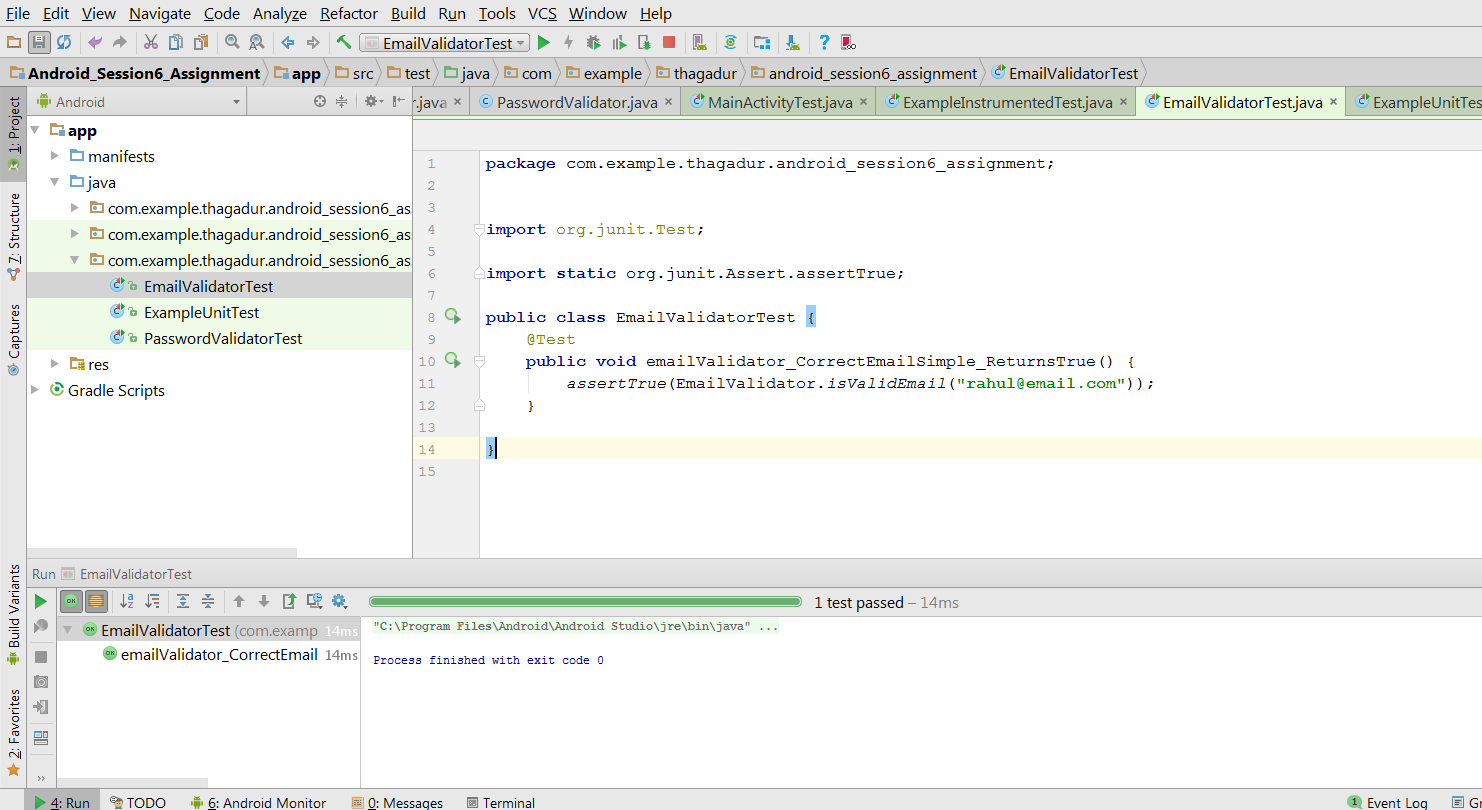 File Edit View Navigate Code Analyze Refactor Build Run Tools VCS Window Help
EmailValidatorTest
Android_Session6_Assignment app src test java com example thagadur android_session6_assignment EmailValidatorTest
1: Project
Z: Structure
Captures
Build Variants
2: Favorites
Android
r.java PasswordValidator.java MainActivityTest.java ExampleInstrumentedTest.java EmailValidatorTest.java ExampleUnitTes
app
manifests
java
com.example.thagadur.android_session6_as
com.example.thagadur.android_session6_as
com.example.thagadur.android_session6_as
EmailValidatorTest
ExampleUnitTest
PasswordValidatorTest
res
Gradle Scripts
1 package com.example.thagadur.android_session6_assignment;
2
3
4 import org.junit.Test;
5
6 import static org.junit.Assert.assertTrue;
7
8 public class EmailValidatorTest {
9 @Test
10 public void emailValidator_CorrectEmailSimple_ReturnsTrue() {
11 assertTrue(EmailValidator.isValidEmail("rahul@email.com"));
12 }
13
14 }
15
Run EmailValidatorTest
1 test passed – 14ms
EmailValidatorTest (com.examp 14ms
emailValidator_CorrectEmail 14ms
"C:\Program Files\Android\Android Studio\jre\bin\java" ...
Process finished with exit code 0
4: Run TODO 6: Android Monitor 0: Messages Terminal 1 Event Log Gr